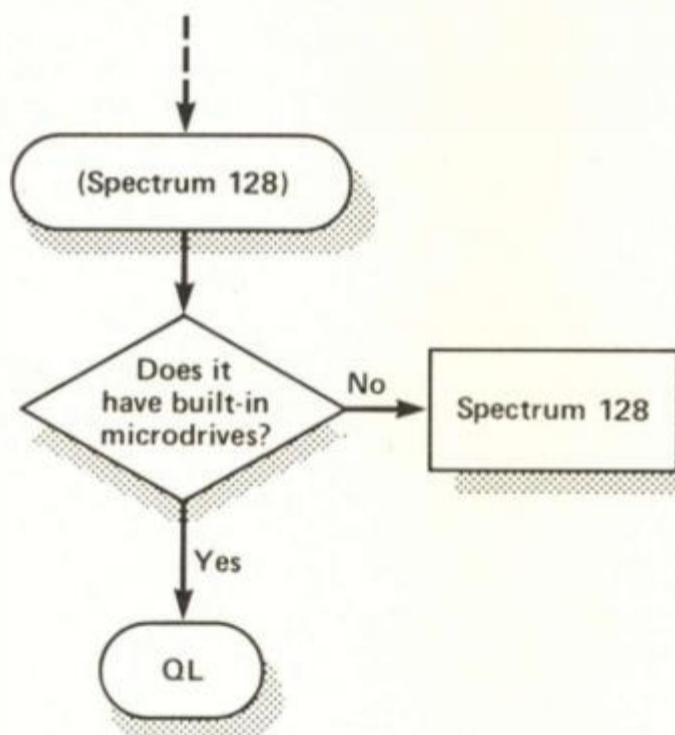 (Spectrum 128)
Does it
have built-in
microdrives?
No
Spectrum 128
Yes
QL